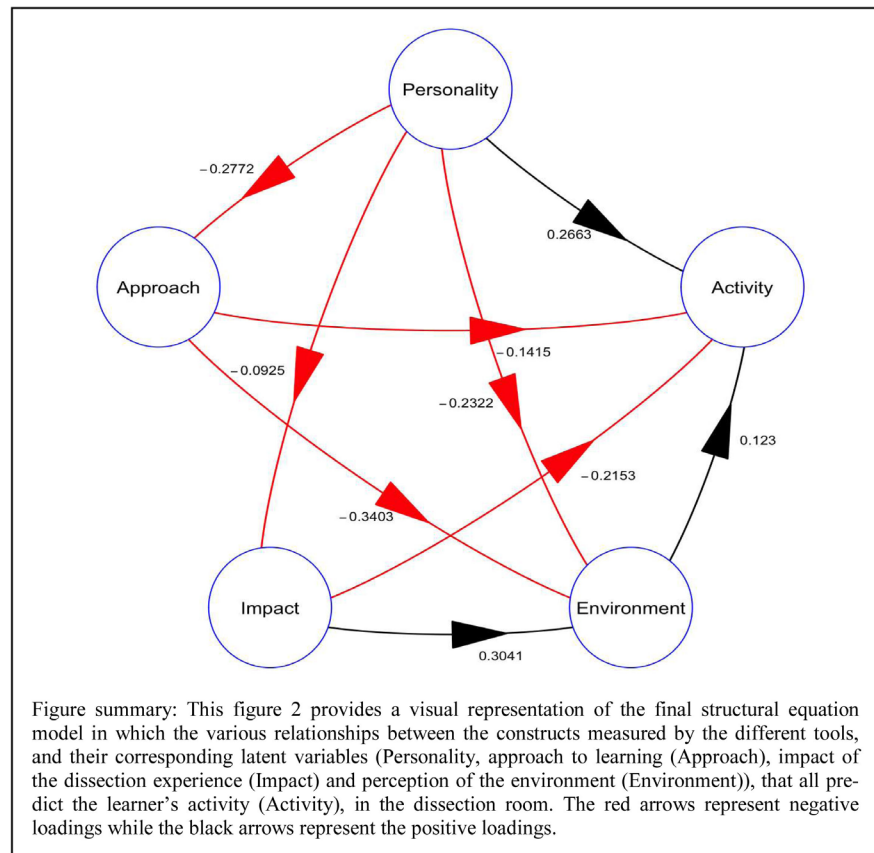 Personality
−0.2772
0.2663
Approach
Activity
−0.0925
−0.1415
−0.2322
0.123
−0.2153
−0.3403
Impact
Environment
0.3041
Figure summary: This figure 2 provides a visual representation of the final structural equation
model in which the various relationships between the constructs measured by the different tools,
and their corresponding latent variables (Personality, approach to learning (Approach), impact of
the dissection experience (Impact) and perception of the environment (Environment)), that all pre-
dict the learner’s activity (Activity), in the dissection room. The red arrows represent negative
loadings while the black arrows represent the positive loadings.